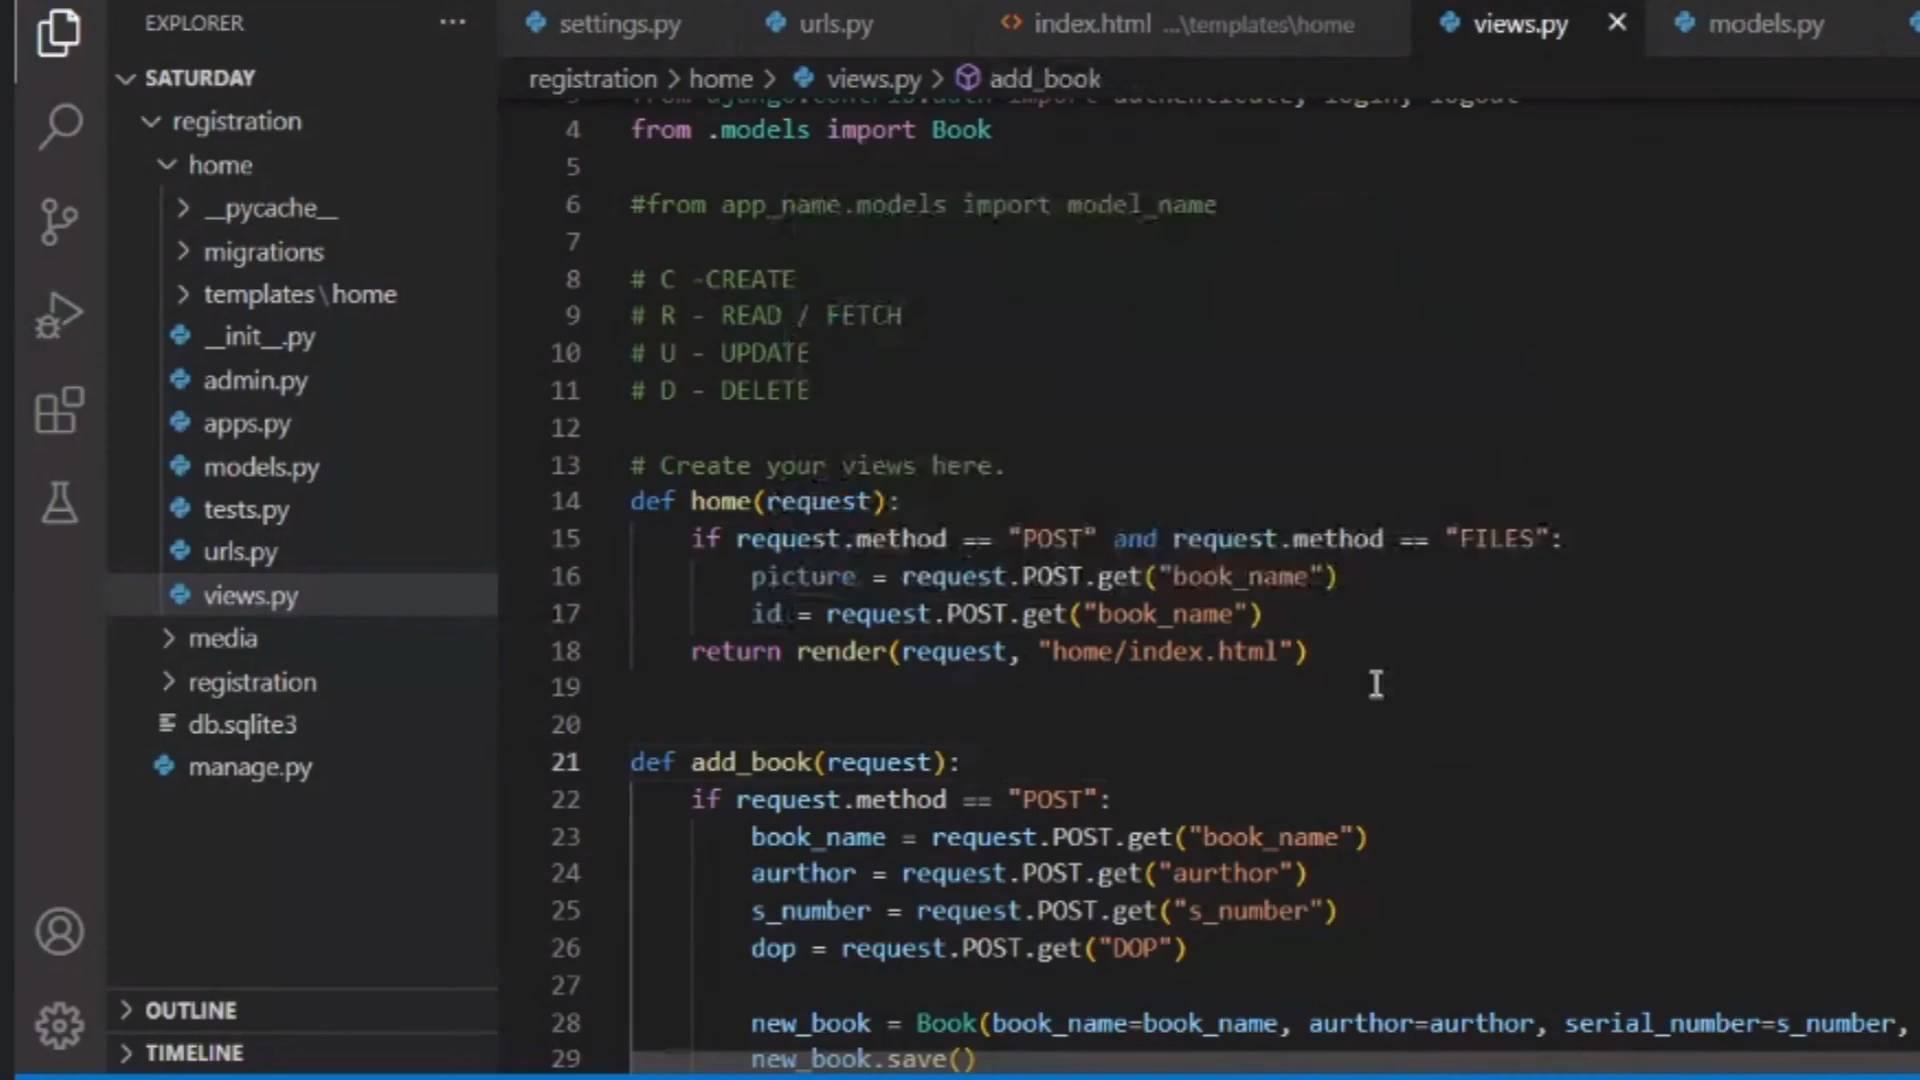 EXPLORER ...
SATURDAY
registration
home
__pycache__
migrations
templates\home
__init__.py
admin.py
apps.py
models.py
tests.py
urls.py
views.py
media
registration
db.sqlite3
manage.py
OUTLINE
TIMELINE
settings.py urls.py index.html ...\templates\home views.py models.py
registration > home > views.py > add_book
from django.contrib.auth import authenticate, login, logout
4 from .models import Book
5
6 #from app_name.models import model_name
7
8 # C -CREATE
9 # R - READ / FETCH
10 # U - UPDATE
11 # D - DELETE
12
13 # Create your views here.
14 def home(request):
15 if request.method == "POST" and request.method == "FILES":
16 picture = request.POST.get("book_name")
17 id = request.POST.get("book_name")
18 return render(request, "home/index.html")
19
20
21 def add_book(request):
22 if request.method == "POST":
23 book_name = request.POST.get("book_name")
24 aurthor = request.POST.get("aurthor")
25 s_number = request.POST.get("s_number")
26 dop = request.POST.get("DOP")
27
28 new_book = Book(book_name=book_name, aurthor=aurthor, serial_number=s_number,
29 new_book.save()